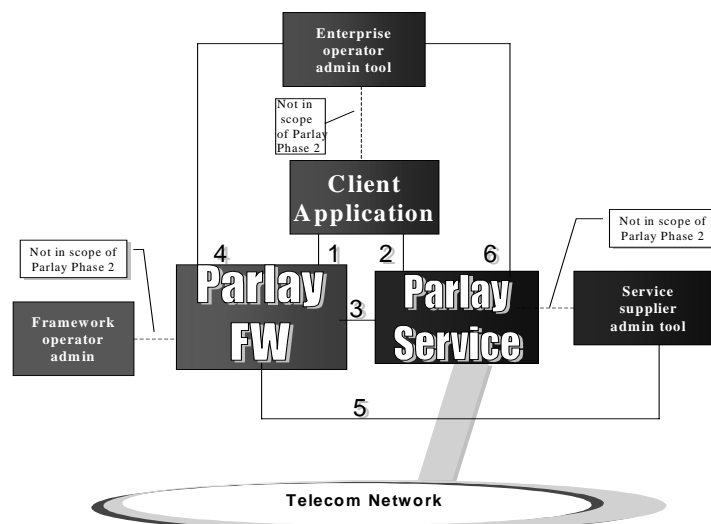 Enterprise
operator
admin tool
Not in
scope
of Parlay
Phase 2
Client
Application
Not in scope of
Parlay Phase 2
Not in scope of
Parlay Phase 2
4
1
2
6
Parlay
FW
3
Parlay
Service
Framework
operator
admin
Service
supplier
admin tool
5
Telecom Network